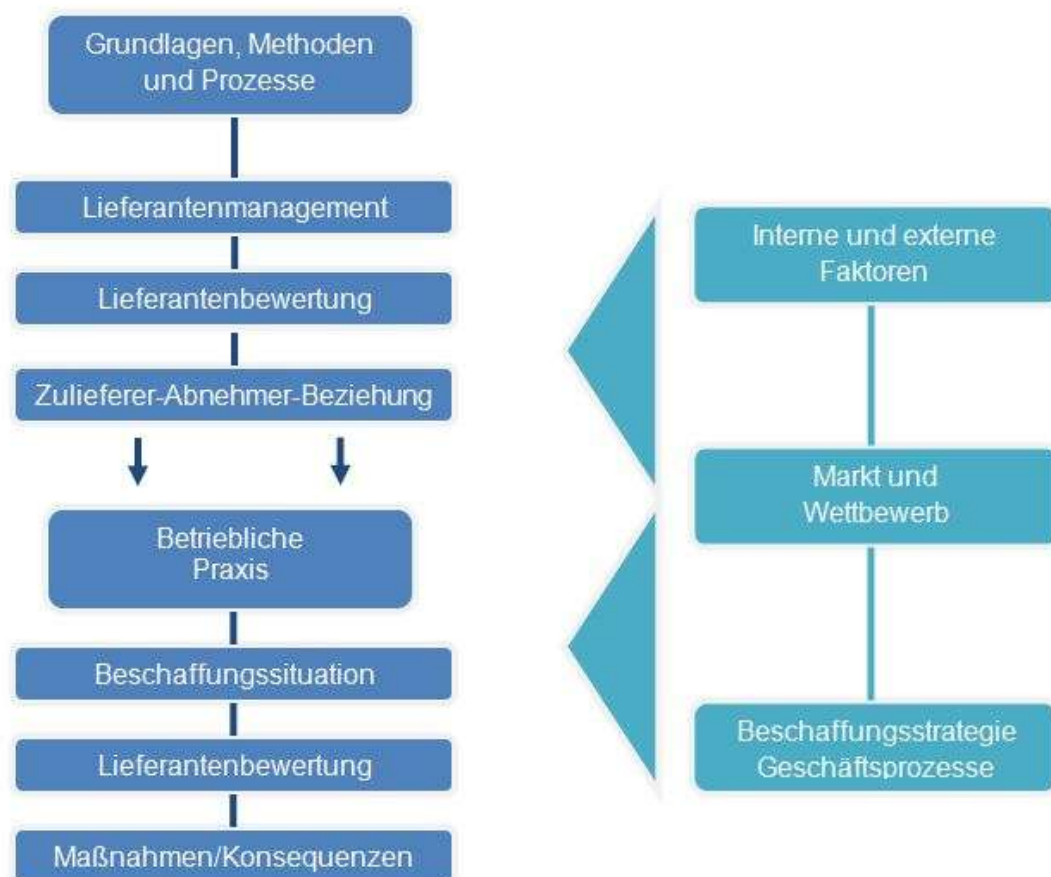 Grundlagen, Methoden
und Prozesse
Lieferantenmanagement
Lieferantenbewertung
Zulieferer-Abnehmer-Beziehung
Betriebliche
Praxis
Beschaffungssituation
Lieferantenbewertung
Maßnahmen/Konsequenzen
Interne und externe
Faktoren
Markt und
Wettbewerb
Beschaffungsstrategie
Geschäftsprozesse